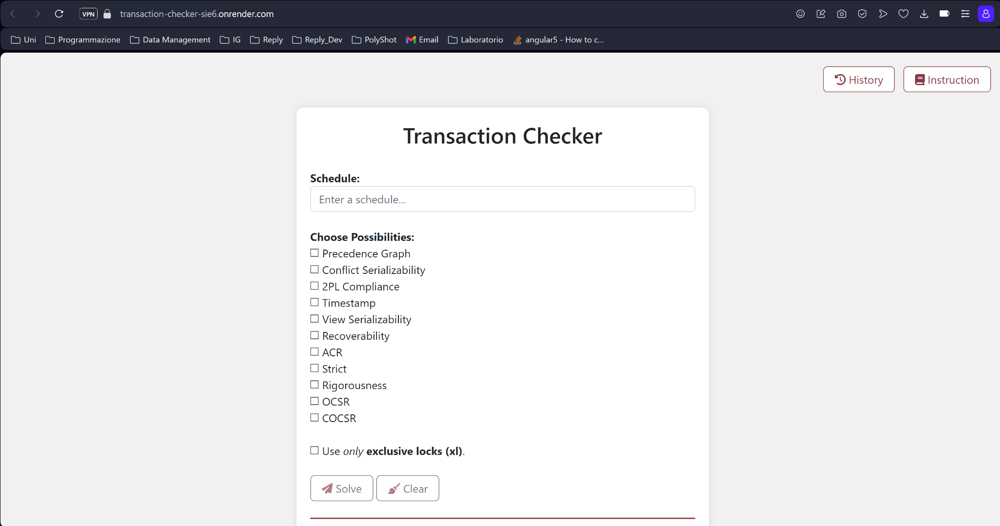 VPN transaction-checker-sie6.onrender.com
Uni Programmazione Data Management IG Reply Reply_Dev PolyShot Email Laboratorio angular5 - How to c...
History Instruction
Transaction Checker
Schedule:
Enter a schedule...
Choose Possibilities:
Precedence Graph
Conflict Serializability
2PL Compliance
Timestamp
View Serializability
Recoverability
ACR
Strict
Rigorousness
OCSR
COCSR
Use only exclusive locks (xl).
Solve Clear